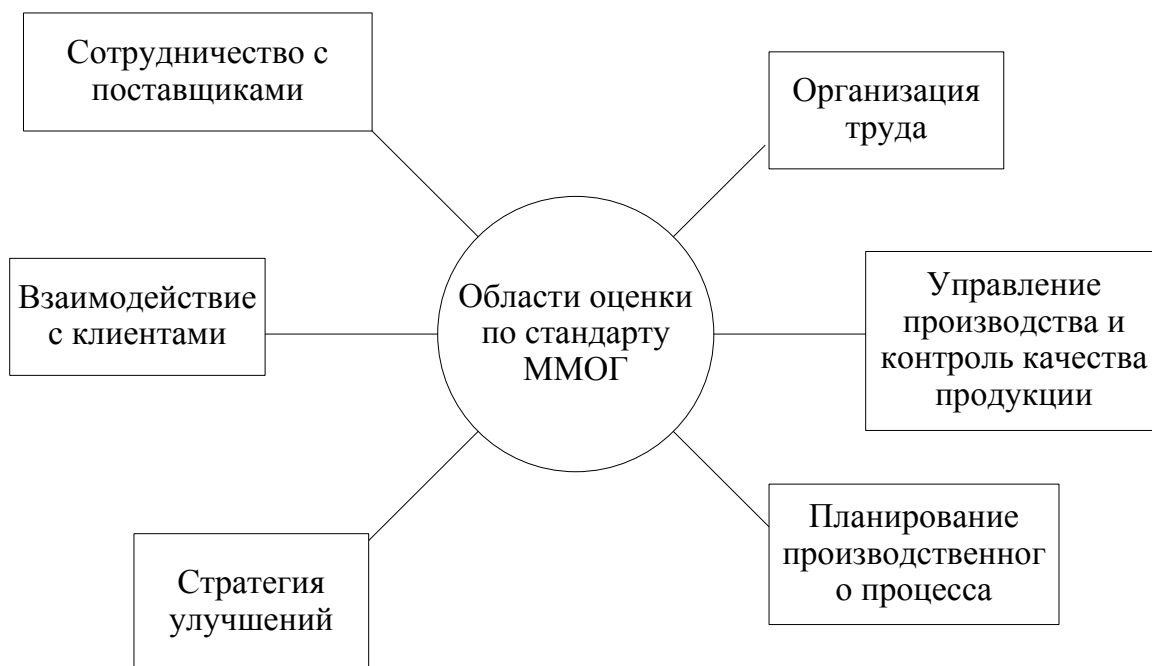 Сотрудничество с
поставщиками
Организация
труда
Взаимодействие
с клиентами
Области оценки
по стандарту
ММОГ
Управление
производства и
контроль качества
продукции
Стратегия
улучшений
Планирование
производственног
о процесса